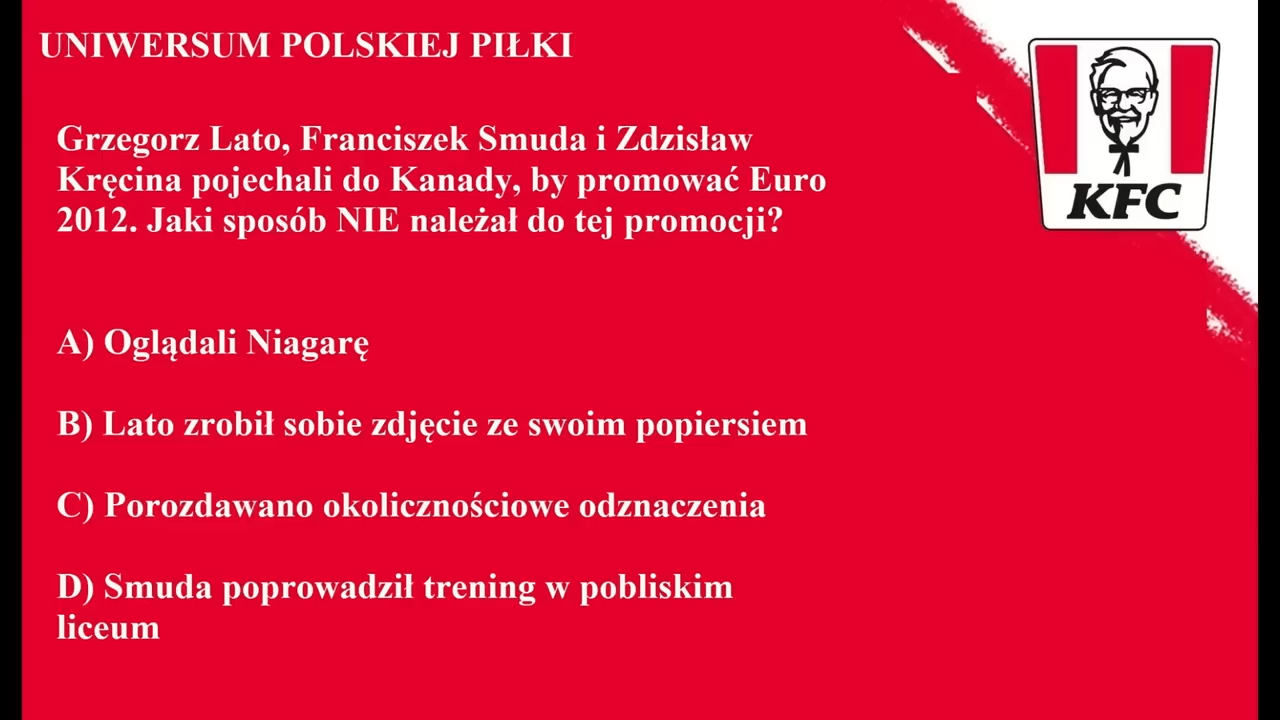 UNIWERSUM POLSKIEJ PIŁKI
Grzegorz Lato, Franciszek Smuda i Zdzisław
Kręcina pojechali do Kanady, by promować Euro
2012. Jaki sposób NIE należał do tej promocji?
KFC
A) Oglądali Niagarę
B) Lato zrobił sobie zdjęcie ze swoim popiersiem
C) Porozdawano okolicznościowe odznaczenia
D) Smuda poprowadził trening w pobliskim
liceum